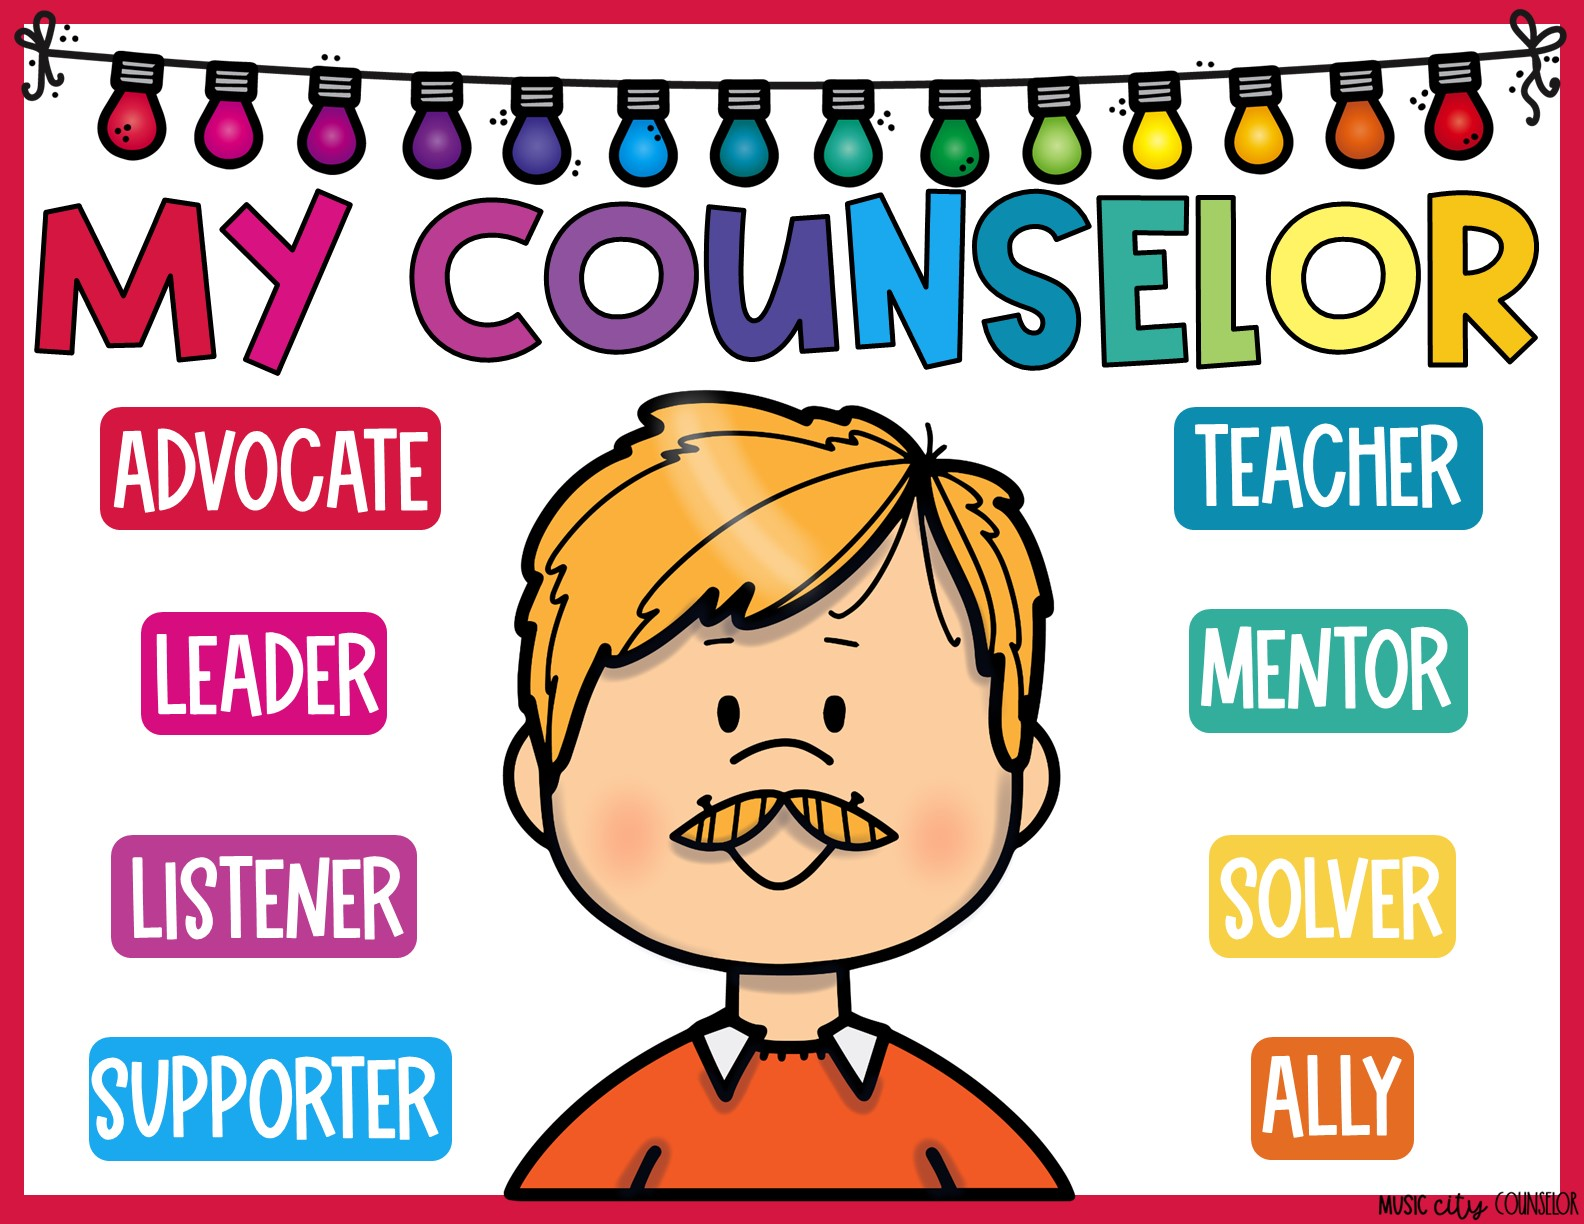 MY COUNSELOR
ADVOCATE
LEADER
LISTENER
SUPPORTER
TEACHER
MENTOR
SOLVER
ALLY
MUSIC city COUNSELOR